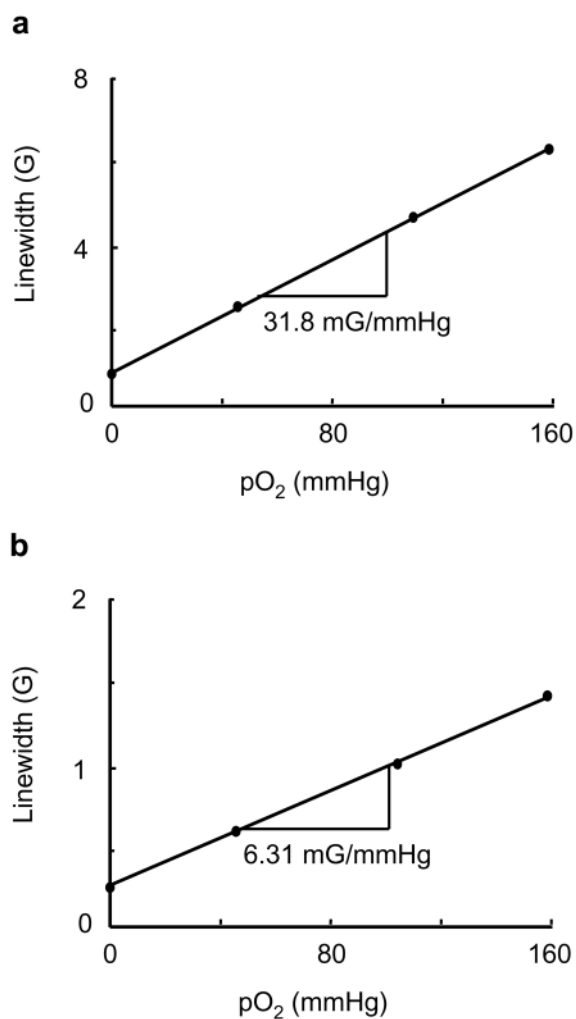 a
8
4
0
Linewidth (G)
31.8 mG/mmHg
0 80 160
pO₂ (mmHg)
b
2
1
0
Linewidth (G)
6.31 mG/mmHg
0 80 160
pO₂ (mmHg)